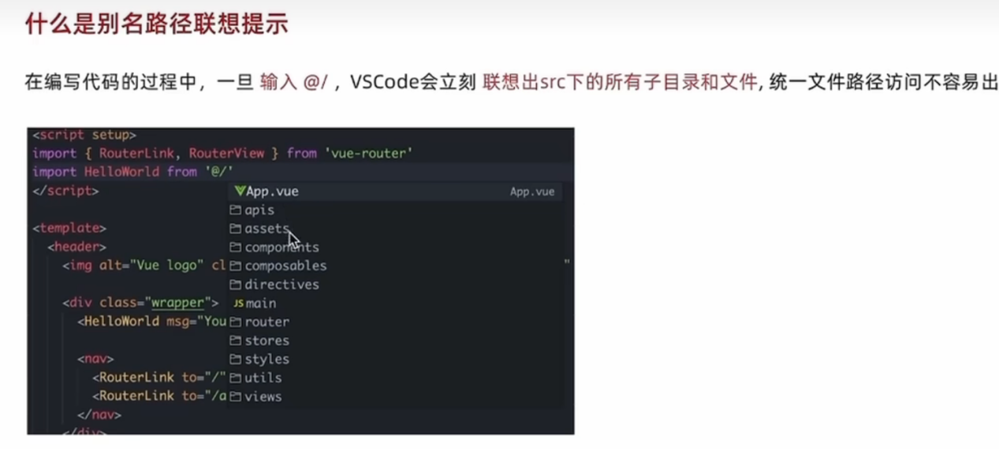 什么是别名路径联想提示
在编写代码的过程中，一旦 输入 @/ ，VSCode会立刻 联想出src下的所有子目录和文件, 统一文件路径访问不容易出
<script setup>
import { RouterLink, RouterView } from 'vue-router'
import HelloWorld from '@/'
</script>
App.vue App.vue
apis
<template>
assets
<header>
components
<img alt="Vue logo" cl
composables
"
directives
<div class="wrapper">
JS main
<HelloWorld msg="You
router
stores
<nav>
styles
<RouterLink to="/"
utils
<RouterLink to="/a
views
</nav>
</div>